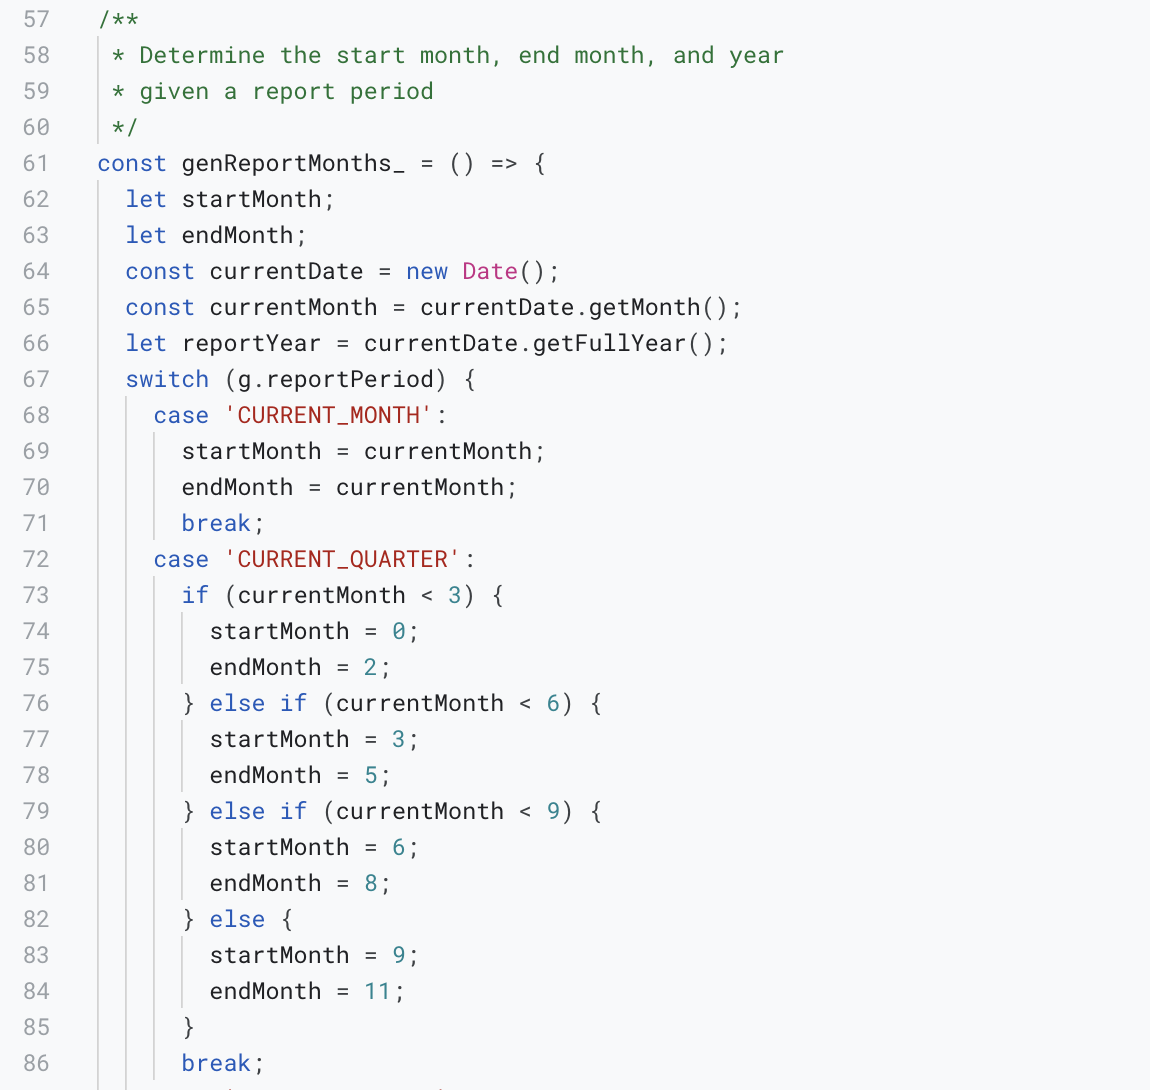 57 /**
58 * Determine the start month, end month, and year
59 * given a report period
60 */
61 const genReportMonths_ = () => {
62 let startMonth;
63 let endMonth;
64 const currentDate = new Date();
65 const currentMonth = currentDate.getMonth();
66 let reportYear = currentDate.getFullYear();
67 switch (g.reportPeriod) {
68 case 'CURRENT_MONTH':
69 startMonth = currentMonth;
70 endMonth = currentMonth;
71 break;
72 case 'CURRENT_QUARTER':
73 if (currentMonth < 3) {
74 startMonth = 0;
75 endMonth = 2;
76 } else if (currentMonth < 6) {
77 startMonth = 3;
78 endMonth = 5;
79 } else if (currentMonth < 9) {
80 startMonth = 6;
81 endMonth = 8;
82 } else {
83 startMonth = 9;
84 endMonth = 11;
85 }
86 break;